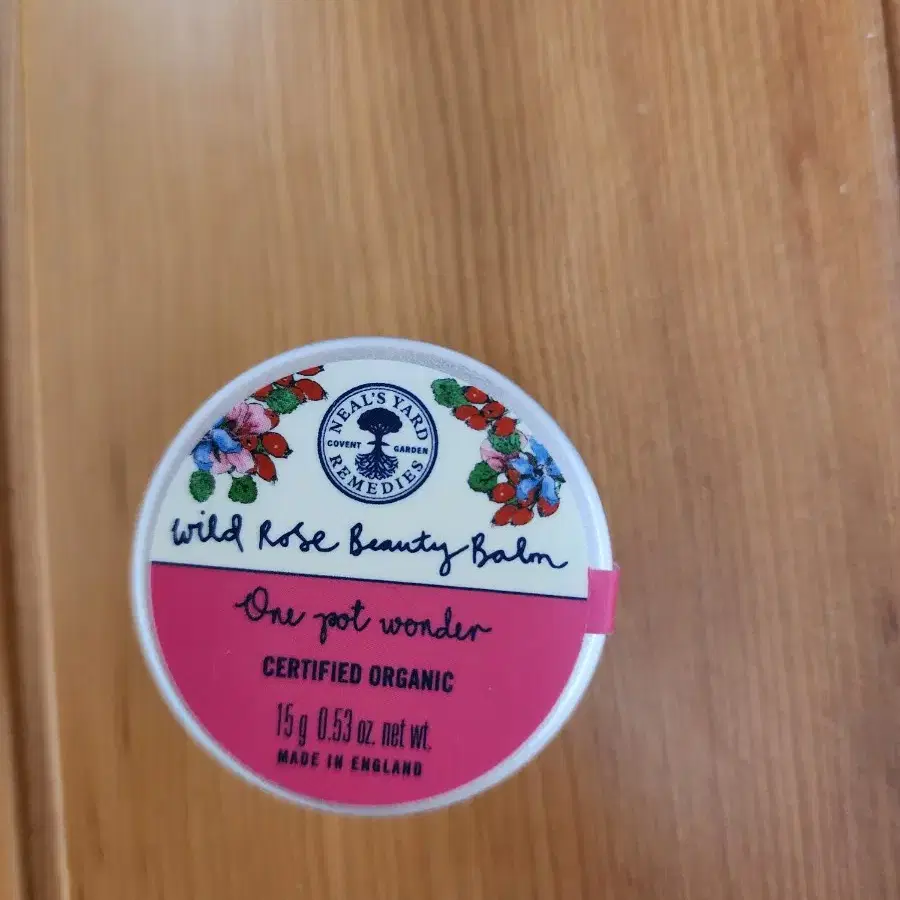 NEAL'S YARD
COVENT GARDEN
REMEDIES
Wild Rose Beauty Balm
One pot wonder
CERTIFIED ORGANIC
15g 0.53 oz. net wt.
MADE IN ENGLAND